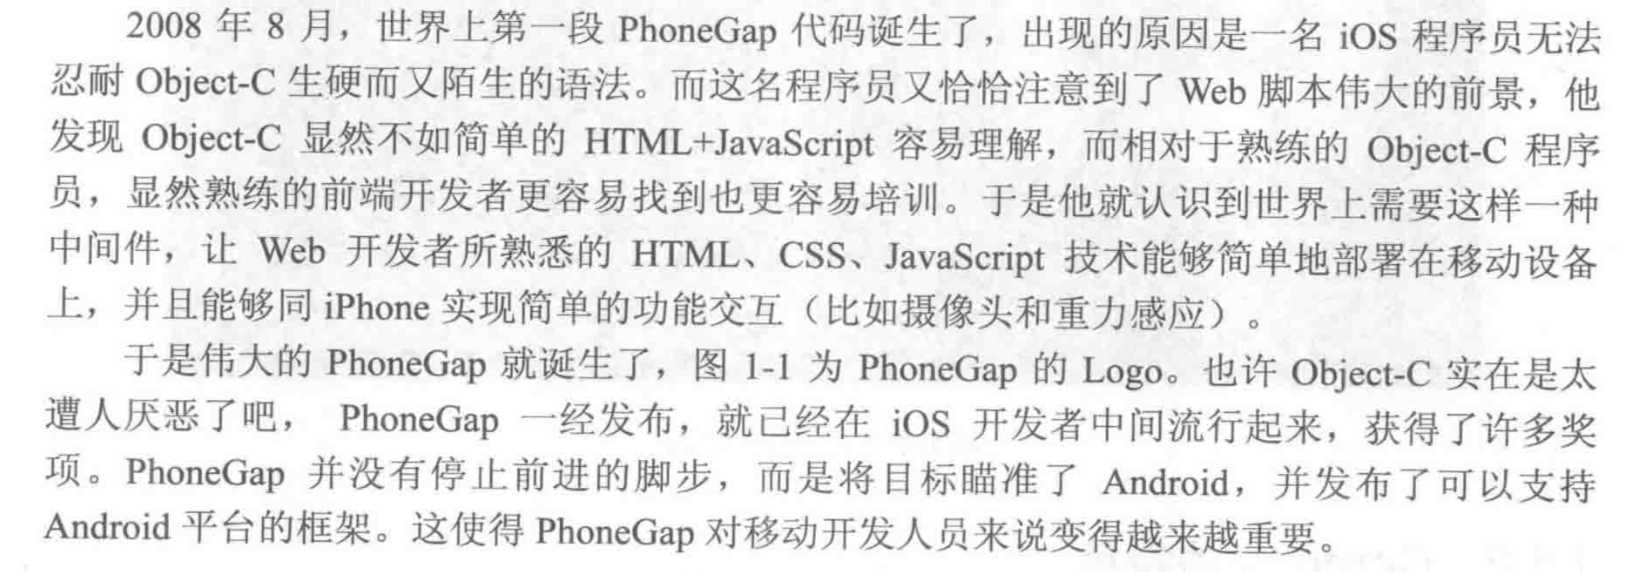 2008 年 8 月，世界上第一段 PhoneGap 代码诞生了，出现的原因是一名 iOS 程序员无法
忍耐 Object-C 生硬而又陌生的语法。而这名程序员又恰恰注意到了 Web 脚本伟大的前景，他
发现 Object-C 显然不如简单的 HTML+JavaScript 容易理解，而相对于熟练的 Object-C 程序
员，显然熟练的前端开发者更容易找到也更容易培训。于是他就认识到世界上需要这样一种
中间件，让 Web 开发者所熟悉的 HTML、CSS、JavaScript 技术能够简单地部署在移动设备
上，并且能够同 iPhone 实现简单的功能交互（比如摄像头和重力感应）。
于是伟大的 PhoneGap 就诞生了，图 1-1 为 PhoneGap 的 Logo。也许 Object-C 实在是太
遭人厌恶了吧， PhoneGap 一经发布，就已经在 iOS 开发者中间流行起来，获得了许多奖
项。PhoneGap 并没有停止前进的脚步，而是将目标瞄准了 Android，并发布了可以支持
Android 平台的框架。这使得 PhoneGap 对移动开发人员来说变得越来越重要。